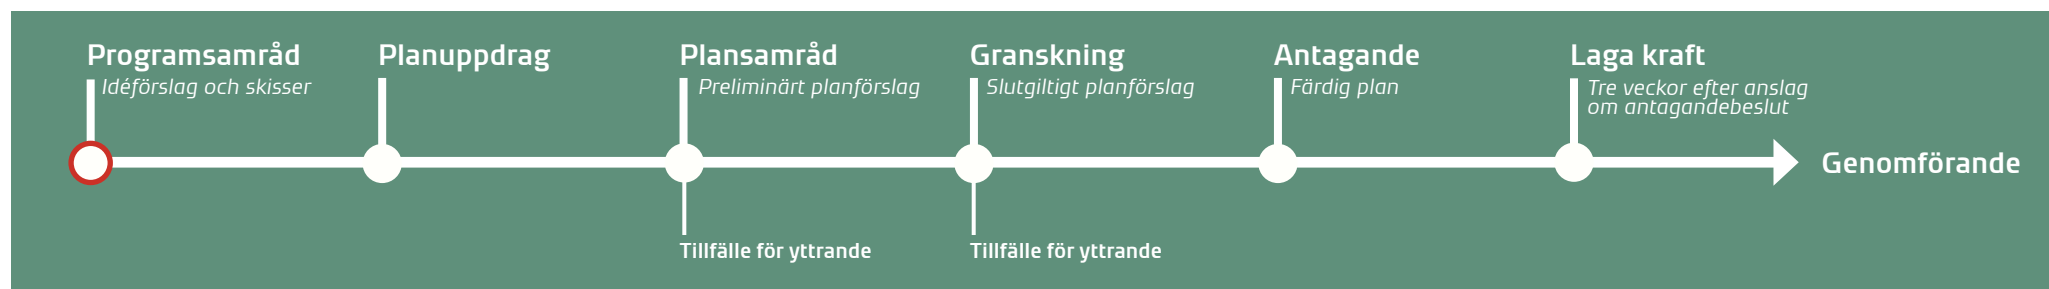 Programsamråd
Idéförslag och skisser
Planuppdrag
Plansamråd
Preliminärt planförslag
Granskning
Slutgiltigt planförslag
Antagande
Färdig plan
Laga kraft
Tre veckor efter anslag
om antagandebeslut
Genomförande
Tillfälle för yttrande
Tillfälle för yttrande